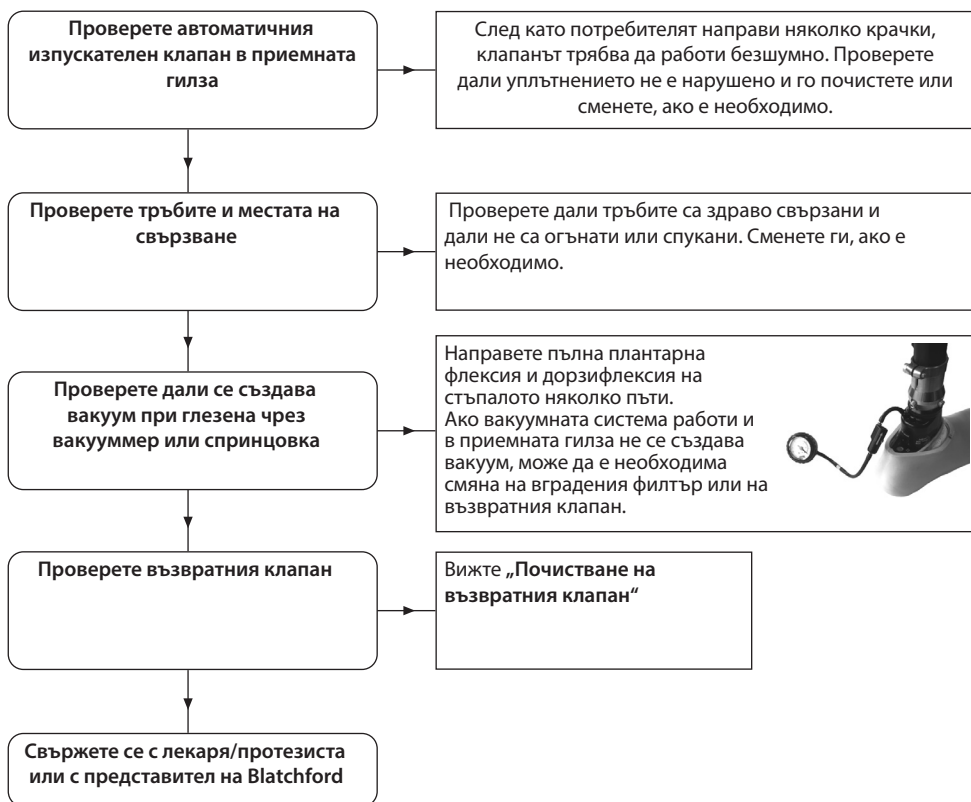 Проверете автоматичния
изпускателен клапан в приемната
гилза
След като потребителят направи няколко крачки,
клапанът трябва да работи безшумно. Проверете
дали уплътнението не е нарушено и го почистете или
сменете, ако е необходимо.
Проверете тръбите и местата на
свързване
Проверете дали тръбите са здраво свързани и
дали не са огънати или спукани. Сменете ги, ако е
необходимо.
Проверете дали се създава
вакуум при глезена чрез
вакууммер или спринцовка
Направете пълна плантарна
флексия и дорзифлексия на
стъпалото няколко пъти.
Ако вакуумната система работи и
в приемната гилза не се създава
вакуум, може да е необходима
смяна на вградения филтър или на
възвратния клапан.
Проверете възвратния клапан
Вижте „Почистване на
възвратния клапан“
Свържете се с лекаря/протезиста
или с представител на Blatchford